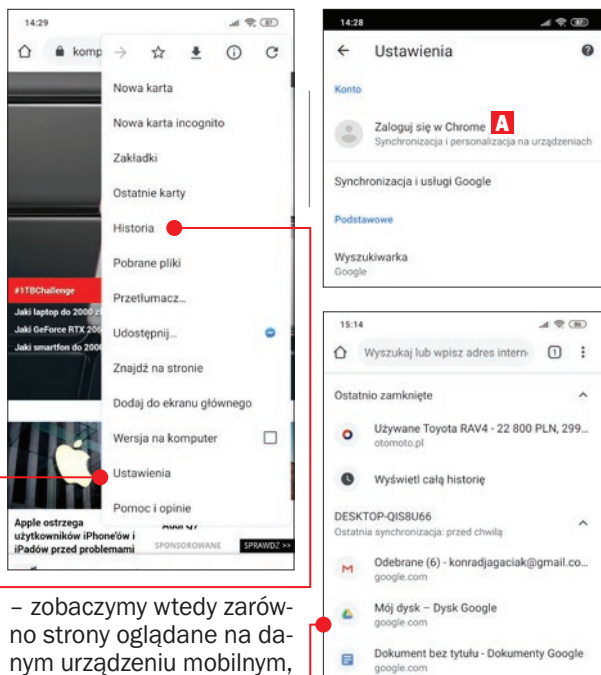 14:29
87
komp
Nowa karta
Nowa karta incognito
Zakładki
Ostatnie karty
Historia
Pobrane pliki
Przetłumacz...
Udostępnij...
Znajdź na stronie
Dodaj do ekranu głównego
Wersja na komputer
Ustawienia
Pomoc i opinie
#1TBChallenge
Jaki laptop do 2000 zł
Jaki GeForce RTX 206
Jaki smartfon do 2000
Apple ostrzega
użytkowników iPhone'ów i
iPadów przed problemami
Audi Q7
SPONSOROWANE
SPRAWDŹ >>
– zobaczymy wtedy zarów-
no strony oglądane na da-
nym urządzeniu mobilnym,
14:28
87
Ustawienia
Konto
Zaloguj się w Chrome A
Synchronizacja i personalizacja na urządzeniach
Synchronizacja i usługi Google
Podstawowe
Wyszukiwarka
Google
15:14
86
Wyszukaj lub wpisz adres intern
1
Ostatnio zamknięte
Używane Toyota RAV4 - 22 800 PLN, 299...
otomoto.pl
Wyświetl całą historię
DESKTOP-QIS8U66
Ostatnia synchronizacja: przed chwilą
Odebrane (6) - konradjagaciak@gmail.co...
google.com
Mój dysk – Dysk Google
google.com
Dokument bez tytułu - Dokumenty Google
google.com